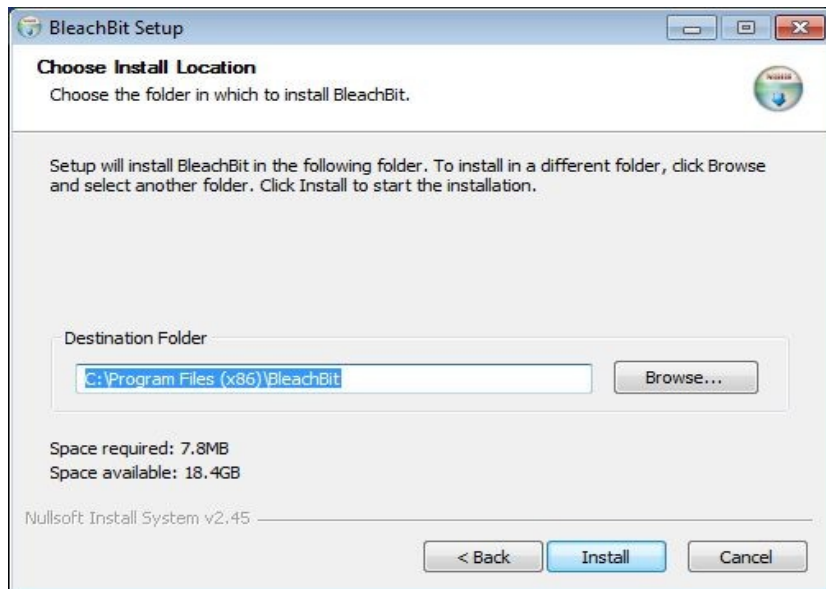 BleachBit Setup
Choose Install Location
Choose the folder in which to install BleachBit.
Setup will install BleachBit in the following folder. To install in a different folder, click Browse
and select another folder. Click Install to start the installation.
Destination Folder
C:\Program Files (x86)\BleachBit
Browse...
Space required: 7.8MB
Space available: 18.4GB
Nullsoft Install System v2.45
< Back
Install
Cancel